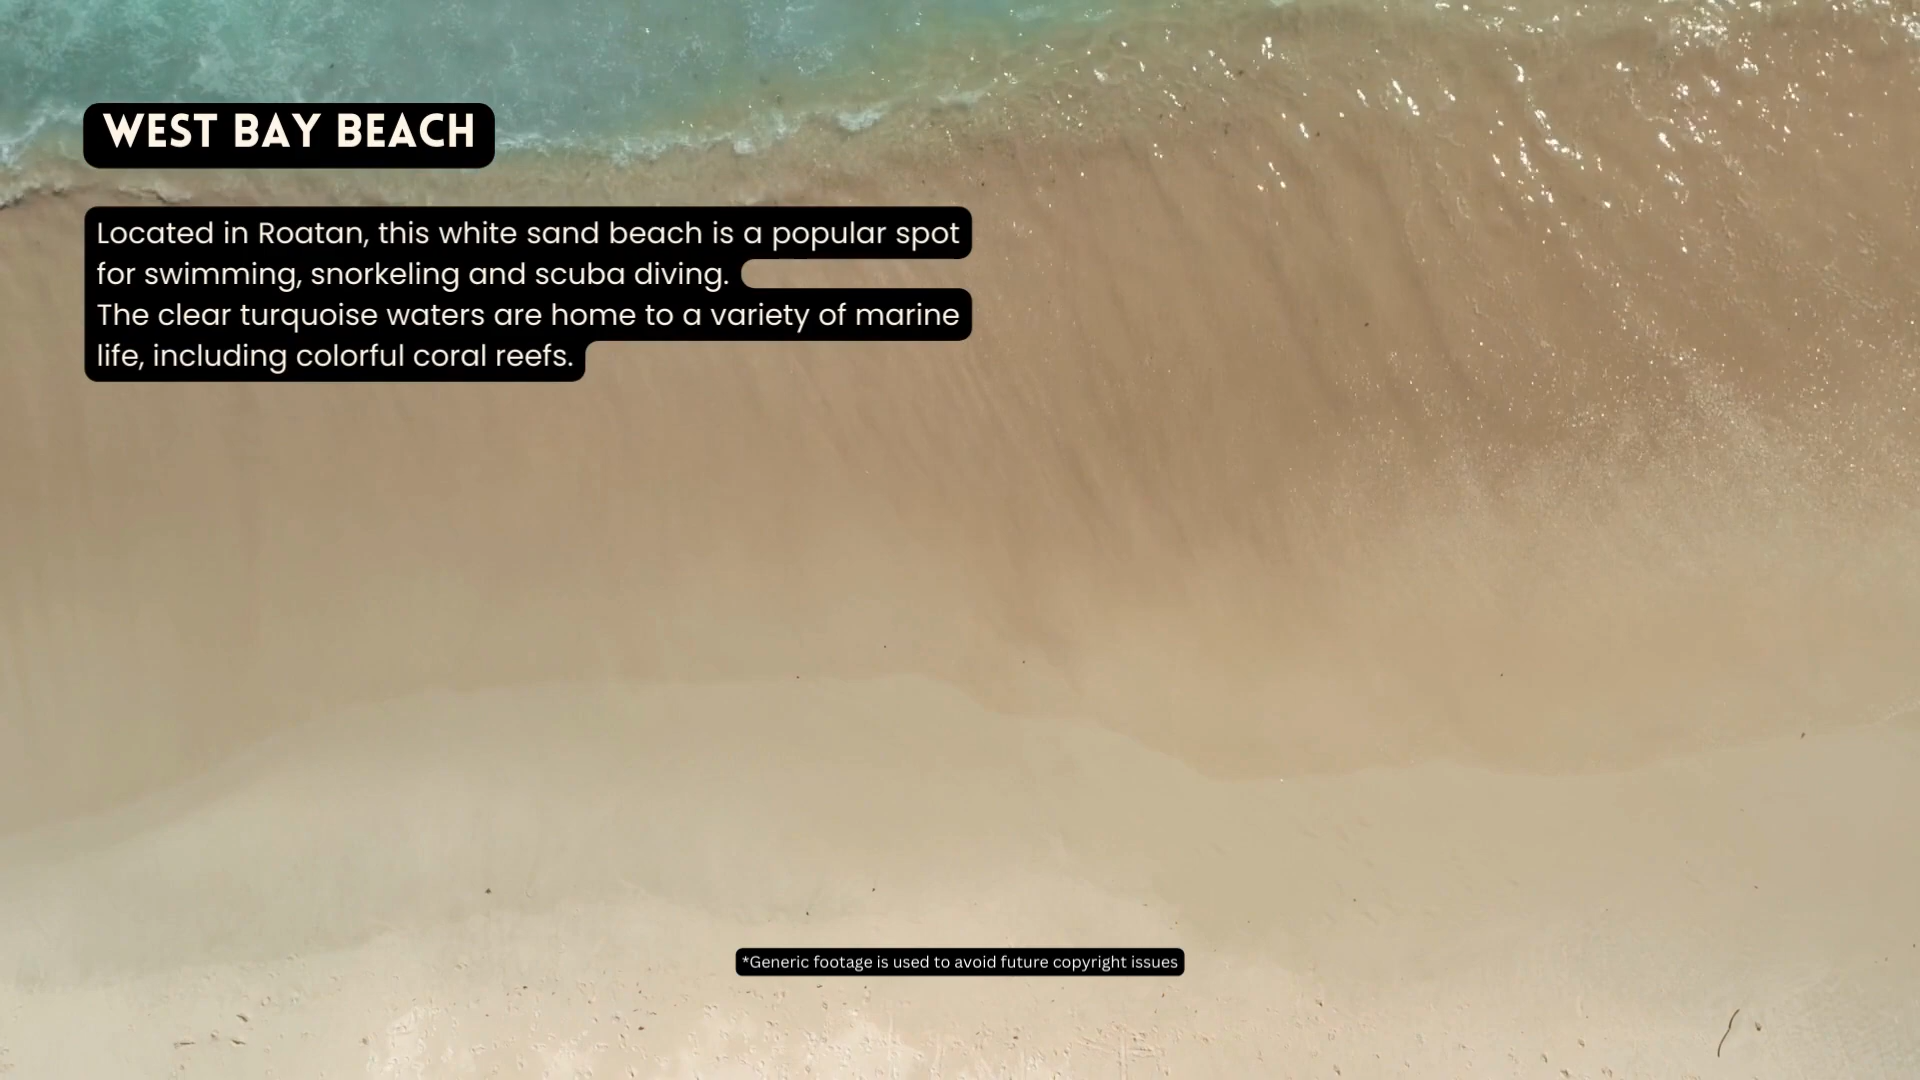 WEST BAY BEACH
Located in Roatan, this white sand beach is a popular spot
for swimming, snorkeling and scuba diving.
The clear turquoise waters are home to a variety of marine
life, including colorful coral reefs.
*Generic footage is used to avoid future copyright issues